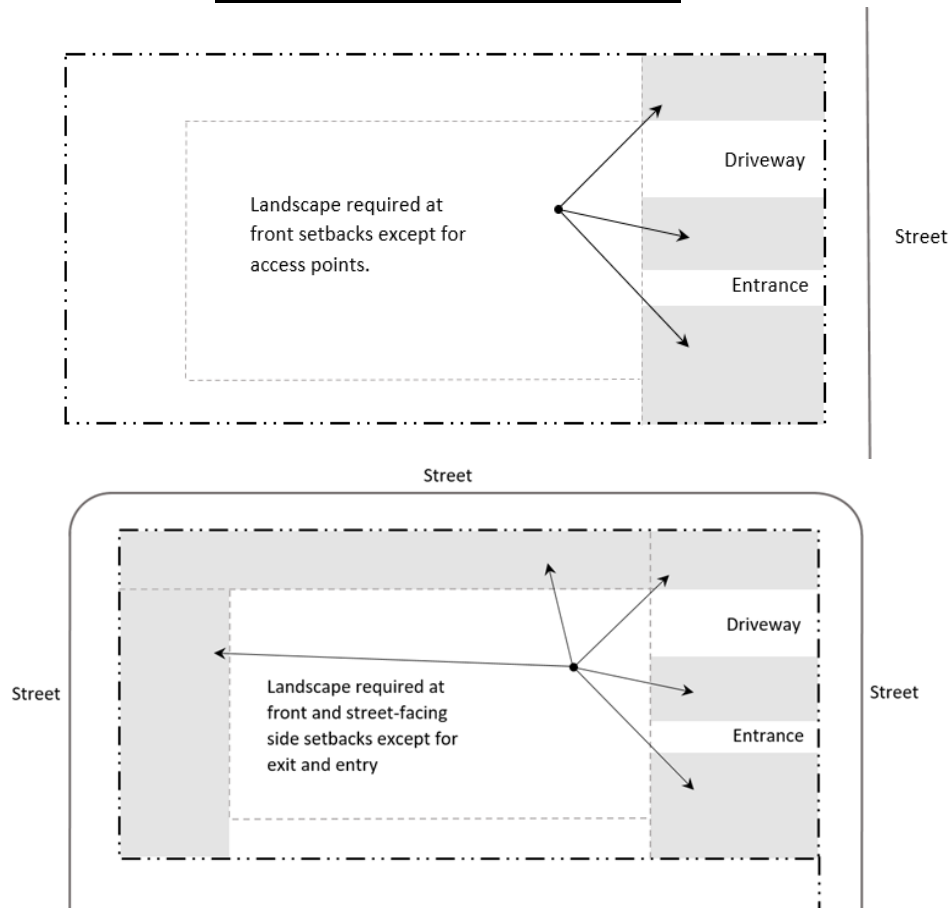 Driveway
Landscape required at
front setbacks except for
access points.
Street
Entrance
Street
Driveway
Landscape required at
front and street-facing
side setbacks except for
exit and entry
Street
Street
Entrance